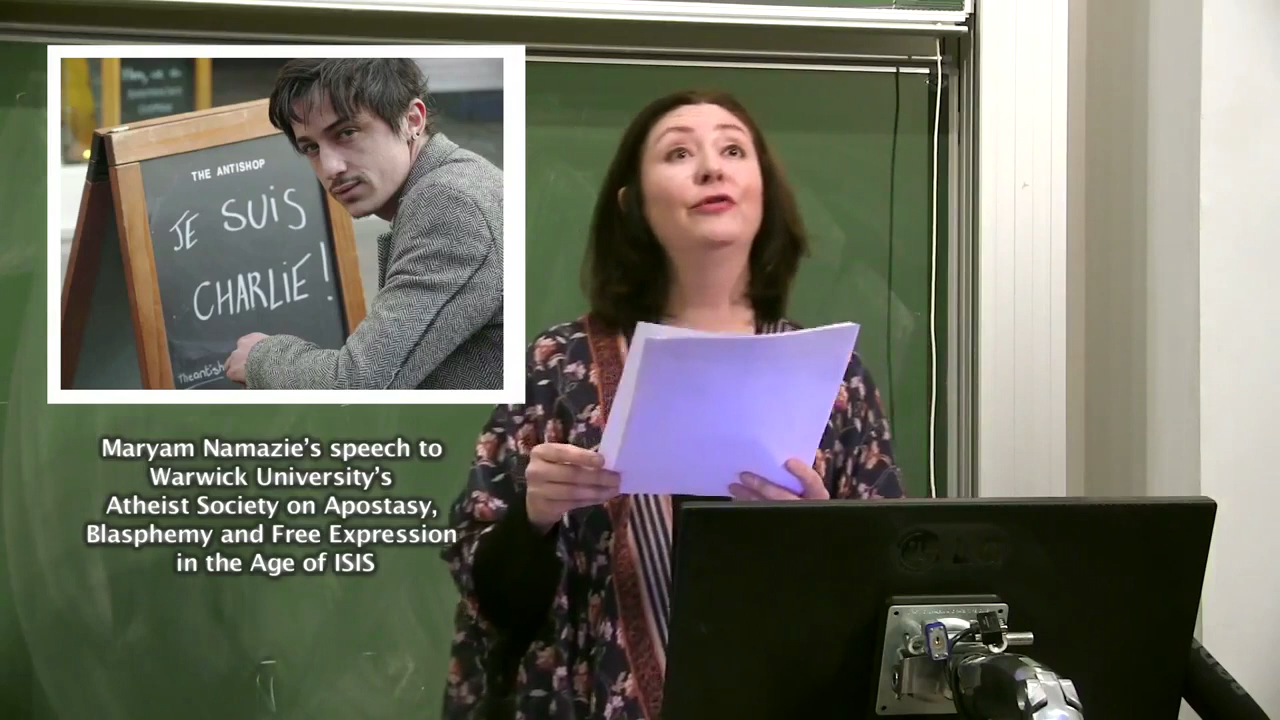 THE ANTISHOP
JE SUIS
CHARLIE!
Maryam Namazie's speech to
Warwick University's
Atheist Society on Apostasy,
Blasphemy and Free Expression
in the Age of ISIS
LG